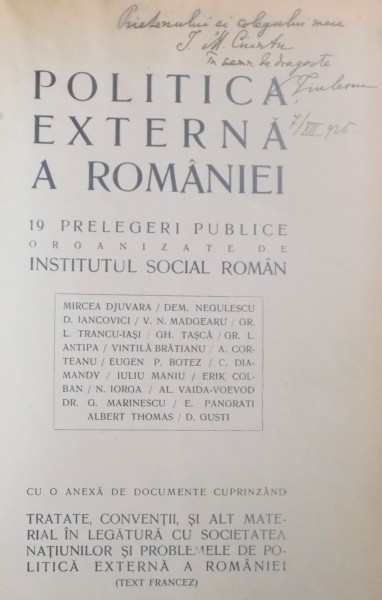 Prietenului și colegului meu
I. M.
în semn de dragoste
7/XII 925
POLITICA
EXTERNĂ
A ROMÂNIEI
19 PRELEGERI PUBLICE
ORGANIZATE DE
INSTITUTUL SOCIAL ROMÂN
MIRCEA DJUVARA / DEM. NEGULESCU
D. IANCOVICI / V. N. MADGEARU / GR.
L. TRANCU-IAȘI / GH. TAȘCĂ / GR. L.
ANTIPA / VINTILĂ BRĂTIANU / A. COR-
TEANU / EUGEN P. BOTEZ / C. DIA-
MANDY / IULIU MANIU / ERIK COL-
BAN / N. IORGA / AL. VAIDA-VOEVOD
DR. G. MARINESCU / E. PANGRATI
ALBERT THOMAS / D. GUSTI
CU O ANEXĂ DE DOCUMENTE CUPRINZÂND
TRATATE, CONVENȚII, ȘI ALT MATE-
RIAL ÎN LEGĂTURĂ CU SOCIETATEA
NAȚIUNILOR ȘI PROBLEMELE DE PO-
LITICĂ EXTERNĂ A ROMÂNIEI
(TEXT FRANCEZ)